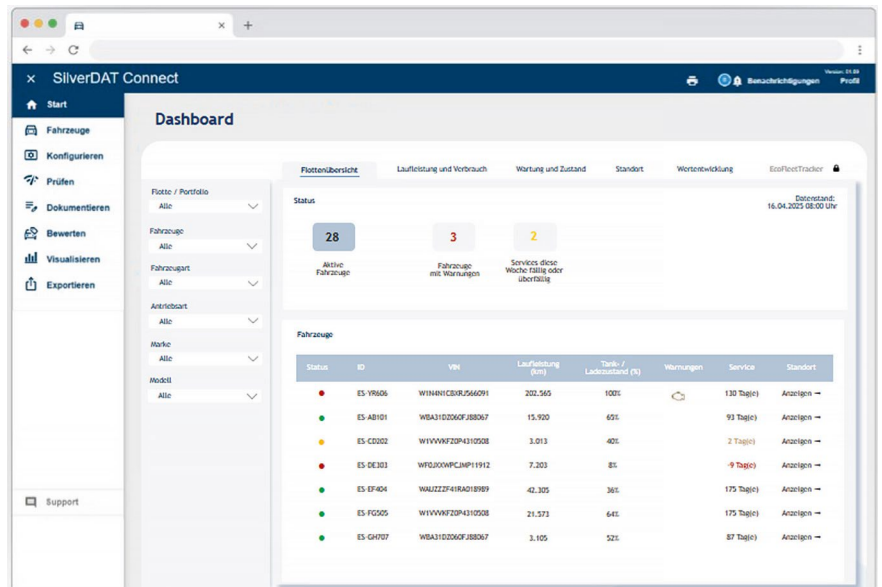 SilverDAT Connect
Benachrichtigungen
Version: 01.89
Profil
Start
Fahrzeuge
Konfigurieren
Prüfen
Dokumentieren
Bewerten
Visualisieren
Exportieren
Support
Dashboard
Flotte / Portfolio
Alle
Fahrzeuge
Alle
Fahrzeugart
Alle
Antriebsart
Alle
Marke
Alle
Modell
Alle
Flottenübersicht Laufleistung und Verbrauch Wartung und Zustand Standort Wertentwicklung EcoFleetTracker
Status
Datenstand:
16.04.2025 08:00 Uhr
28
Aktive
Fahrzeuge
3
Fahrzeuge
mit Warnungen
2
Services diese
Woche fällig oder
überfällig
Fahrzeuge
Status ID VIN Laufleistung (km) Tank- / Ladezustand (%) Warnungen Service Standort
ES-YR606 W1N4N1CBXRJ566091 202.565 100% 130 Tag(e) Anzeigen →
ES-AB101 WBA31DZ060FJ88067 15.920 65% 93 Tag(e) Anzeigen →
ES-CD202 W1VVVKFZ0P4310508 3.013 40% 2 Tag(e) Anzeigen →
ES-DE303 WF0JXXWPCJMP11912 7.203 8% -9 Tag(e) Anzeigen →
ES-EF404 WAUZZZF41RA018989 42.305 36% 175 Tag(e) Anzeigen →
ES-FG505 W1VVVKFZ0P4310508 21.573 64% 175 Tag(e) Anzeigen →
ES-GH707 WBA31DZ060FJ88067 3.105 52% 87 Tag(e) Anzeigen →